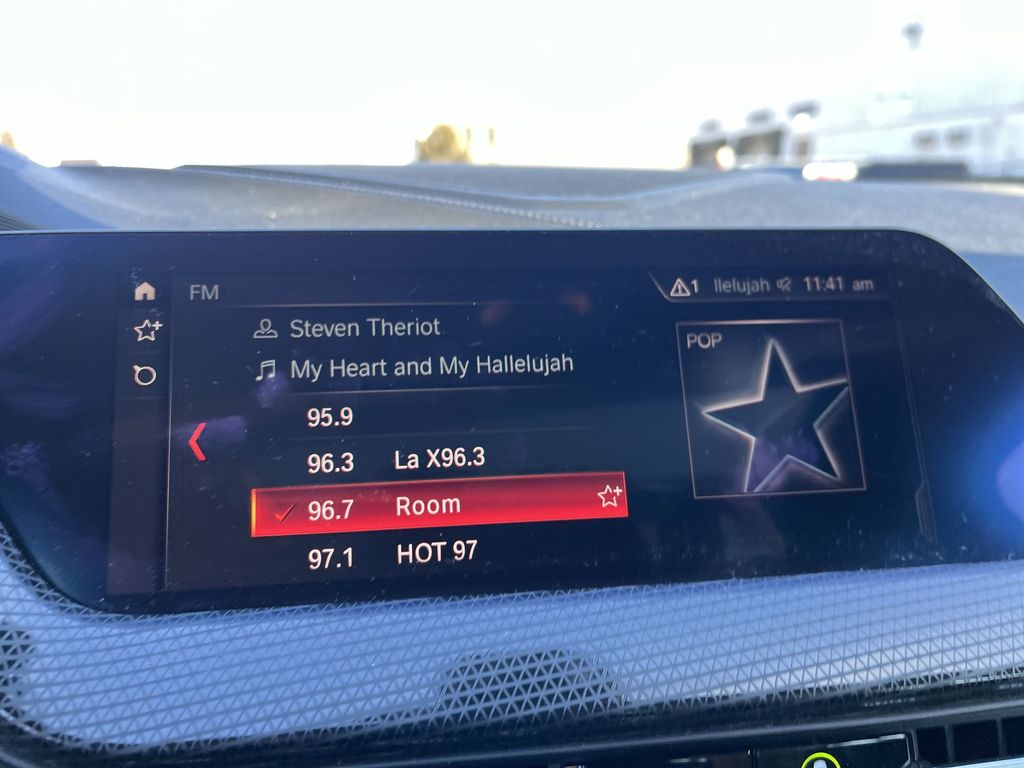 FM
1 llelujah 11:41 am
Steven Theriot
My Heart and My Hallelujah
POP
95.9
96.3 La X96.3
96.7 Room
97.1 HOT 97